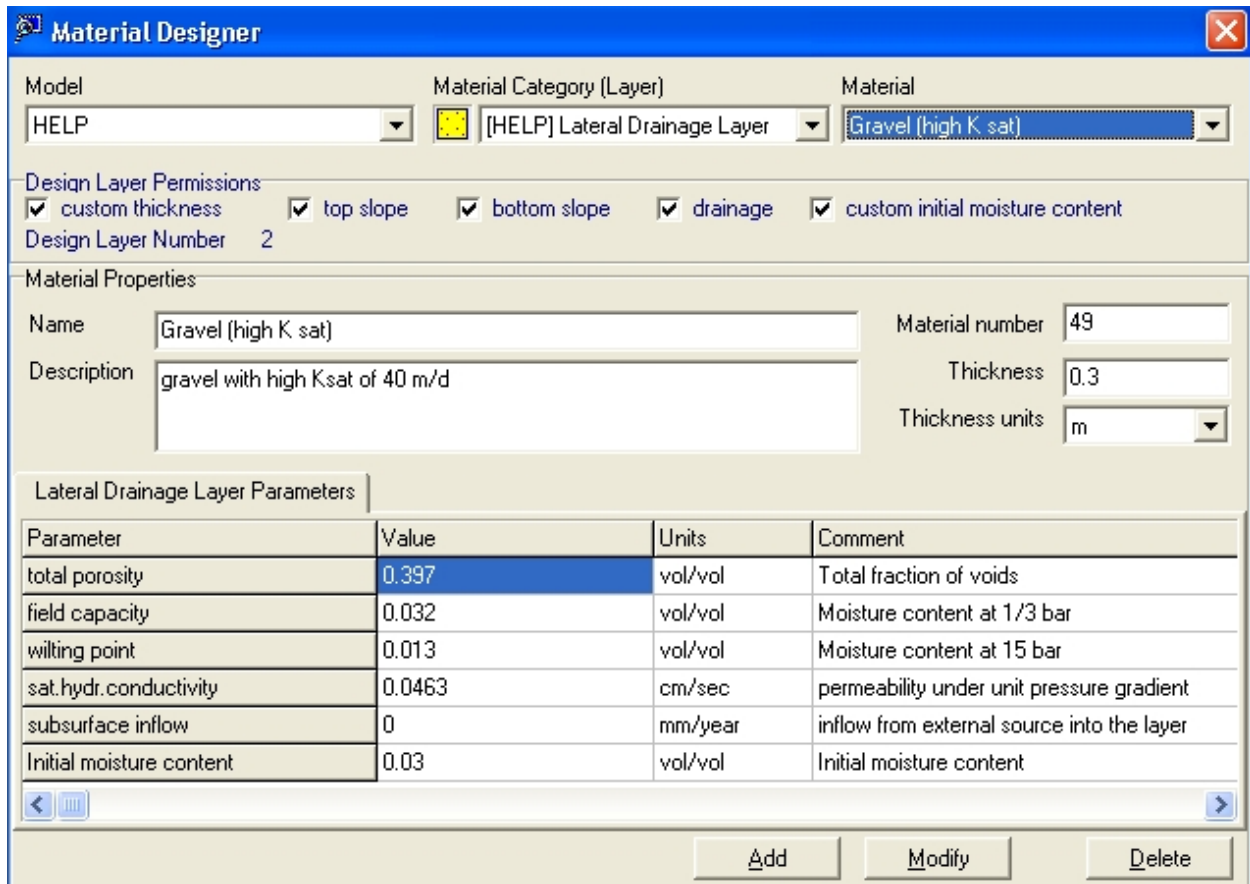 Material Designer
Model Material Category (Layer) Material
HELP [HELP] Lateral Drainage Layer Gravel (high K sat)
Design Layer Permissions
custom thickness top slope bottom slope drainage custom initial moisture content
Design Layer Number 2
Material Properties
Name Gravel (high K sat) Material number 49
Description gravel with high Ksat of 40 m/d Thickness 0.3
Thickness units m
Lateral Drainage Layer Parameters
Parameter Value Units Comment
total porosity 0.397 vol/vol Total fraction of voids
field capacity 0.032 vol/vol Moisture content at 1/3 bar
wilting point 0.013 vol/vol Moisture content at 15 bar
sat.hydr.conductivity 0.0463 cm/sec permeability under unit pressure gradient
subsurface inflow 0 mm/year inflow from external source into the layer
Initial moisture content 0.03 vol/vol Initial moisture content
Add Modify Delete